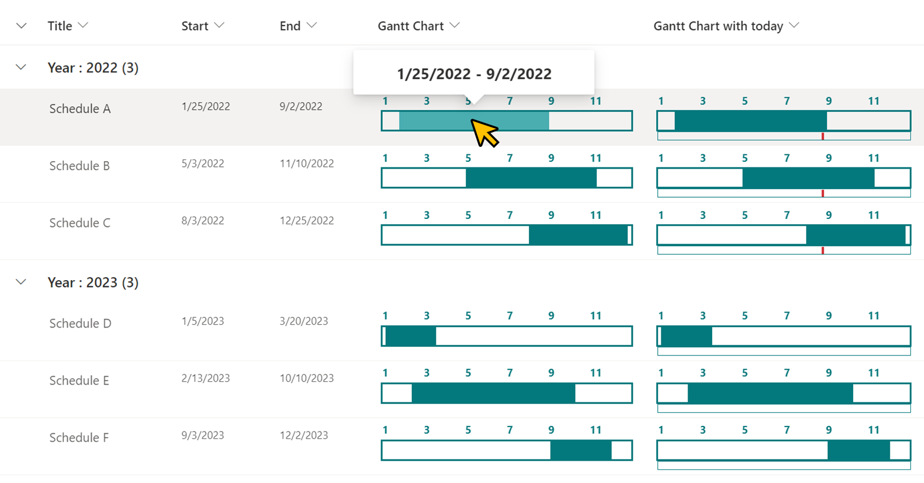 Title Start End Gantt Chart Gantt Chart with today
Year : 2022 (3)
1/25/2022 - 9/2/2022
Schedule A 1/25/2022 9/2/2022 1 3 5 7 9 11 1 3 5 7 9 11
Schedule B 5/3/2022 11/10/2022 1 3 5 7 9 11 1 3 5 7 9 11
Schedule C 8/3/2022 12/25/2022 1 3 5 7 9 11 1 3 5 7 9 11
Year : 2023 (3)
Schedule D 1/5/2023 3/20/2023 1 3 5 7 9 11 1 3 5 7 9 11
Schedule E 2/13/2023 10/10/2023 1 3 5 7 9 11 1 3 5 7 9 11
Schedule F 9/3/2023 12/2/2023 1 3 5 7 9 11 1 3 5 7 9 11